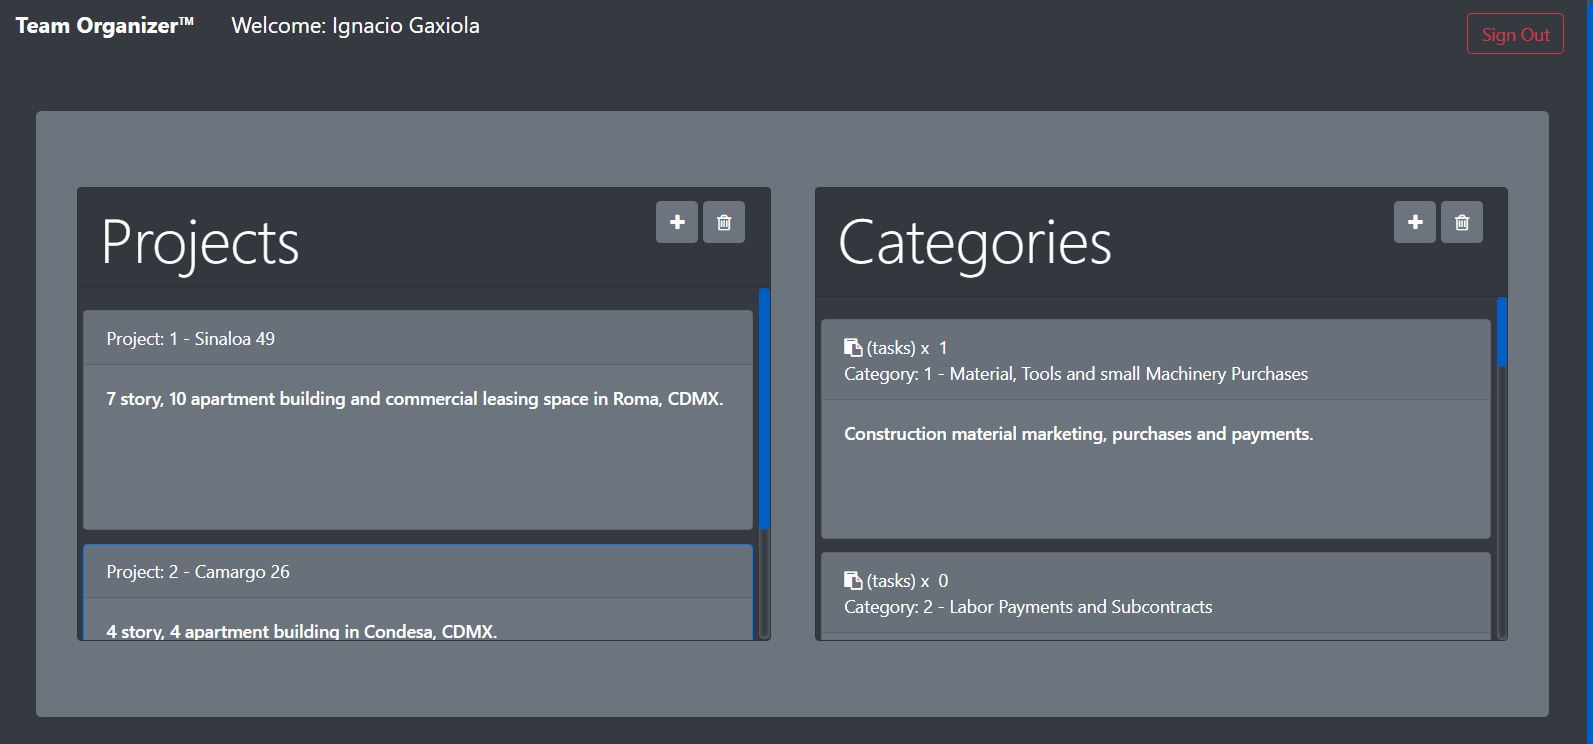 Team Organizer™ Welcome: Ignacio Gaxiola
Sign Out
Projects
Project: 1 - Sinaloa 49
7 story, 10 apartment building and commercial leasing space in Roma, CDMX.
Project: 2 - Camargo 26
4 story, 4 apartment building in Condesa, CDMX.
Categories
(tasks) x 1
Category: 1 - Material, Tools and small Machinery Purchases
Construction material marketing, purchases and payments.
(tasks) x 0
Category: 2 - Labor Payments and Subcontracts